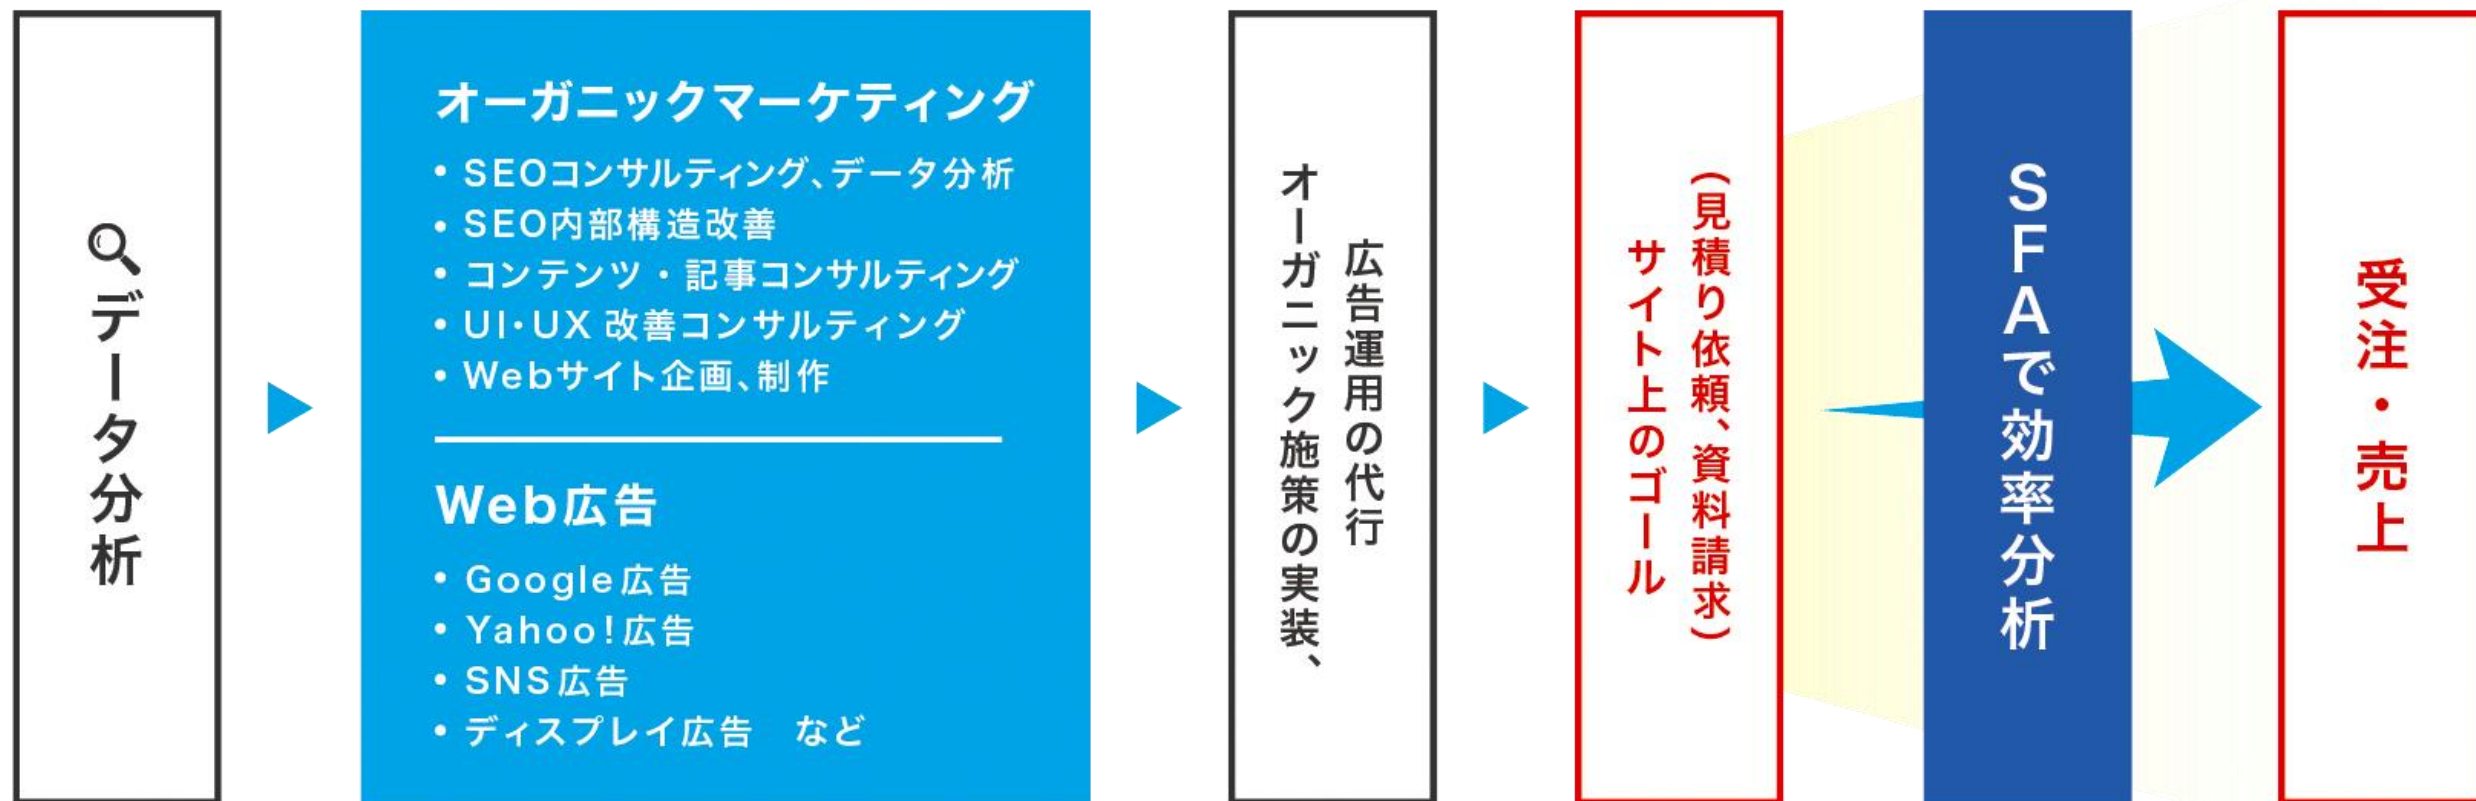 データ分析
オーガニックマーケティング
• SEOコンサルティング、データ分析
• SEO内部構造改善
• コンテンツ・記事コンサルティング
• UI・UX 改善コンサルティング
• Webサイト企画、制作
Web広告
• Google広告
• Yahoo!広告
• SNS広告
• ディスプレイ広告　など
オーガニック施策の実装、
広告運用の代行
サイト上のゴール
（見積り依頼、資料請求）
SFAで効率分析
受注・売上